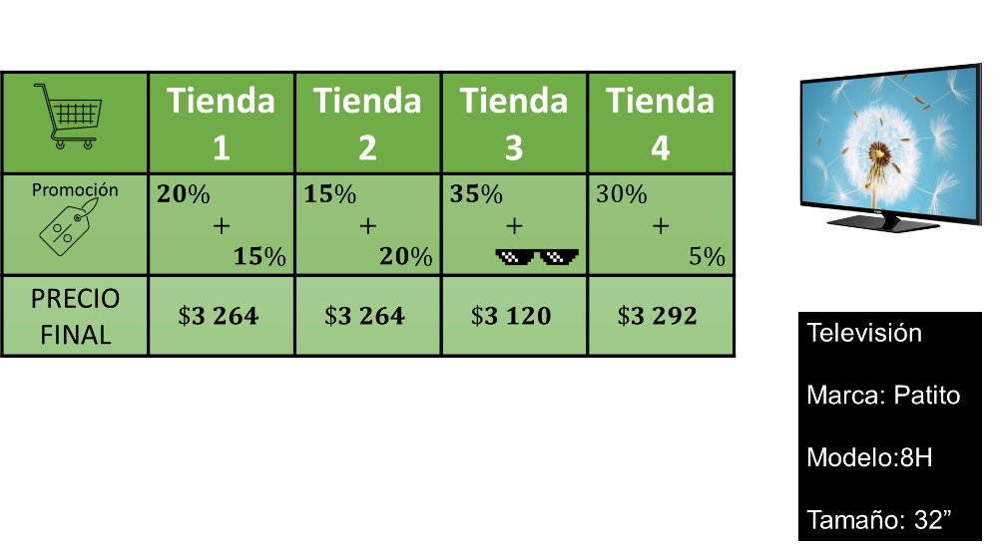 Tienda 1
Tienda 2
Tienda 3
Tienda 4
Promoción
20% + 15%
15% + 20%
35% +
30% + 5%
PRECIO FINAL
$3 264
$3 264
$3 120
$3 292
Televisión
Marca: Patito
Modelo:8H
Tamaño: 32”